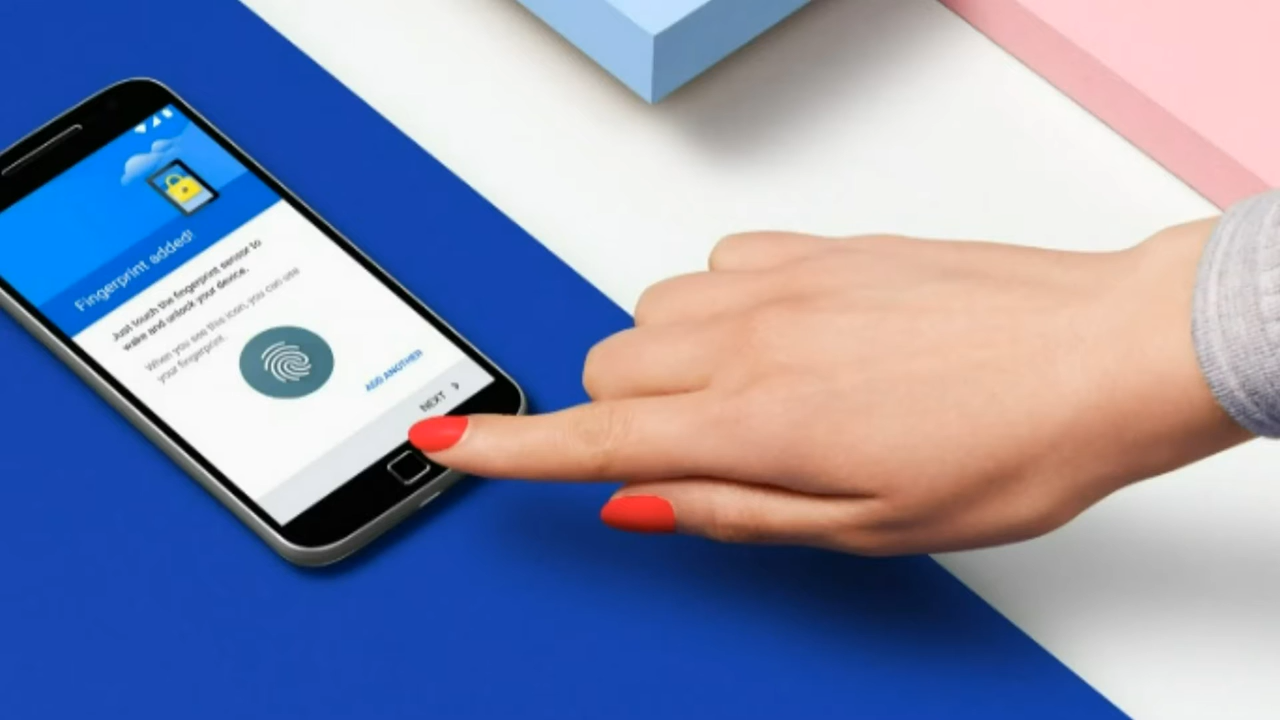 Fingerprint added!
Just touch the fingerprint sensor to
wake and unlock your device.
When you see this icon, you can use
your fingerprint.
ADD ANOTHER
NEXT